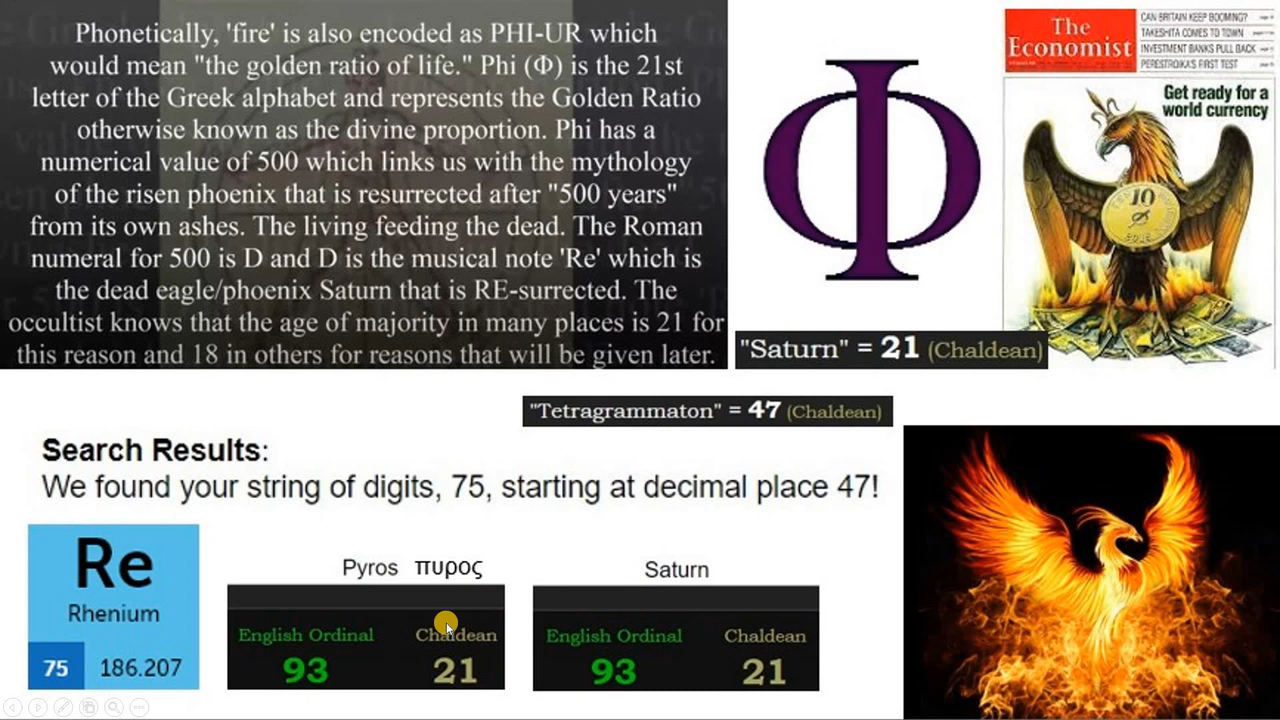 Phonetically, 'fire' is also encoded as PHI-UR which
would mean "the golden ratio of life." Phi (Φ) is the 21st
letter of the Greek alphabet and represents the Golden Ratio
otherwise known as the divine proportion. Phi has a
numerical value of 500 which links us with the mythology
of the risen phoenix that is resurrected after "500 years"
from its own ashes. The living feeding the dead. The Roman
numeral for 500 is D and D is the musical note 'Re' which is
the dead eagle/phoenix Saturn that is RE-surrected. The
occultist knows that the age of majority in many places is 21 for
this reason and 18 in others for reasons that will be given later.
Φ
The
Economist
CAN BRITAIN KEEP BOOMING?
TAKESHITA COMES TO TOWN
INVESTMENT BANKS PULL BACK
PERESTROIKA'S FIRST TEST
Get ready for a
world currency
10
"Saturn" = 21 (Chaldean)
"Tetragrammaton" = 47 (Chaldean)
Search Results:
We found your string of digits, 75, starting at decimal place 47!
Re
Rhenium
75 186.207
Pyros πυρος
English Ordinal Chaldean
93 21
Saturn
English Ordinal Chaldean
93 21